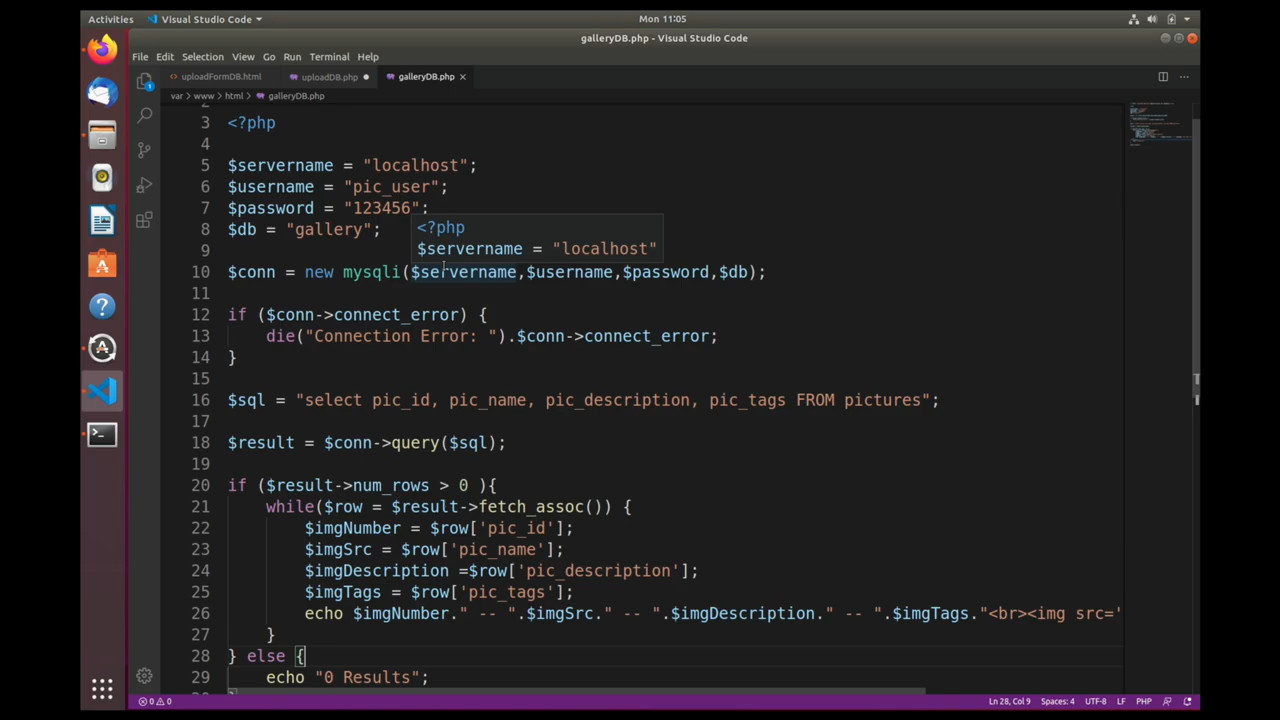 Activities Visual Studio Code Mon 11:05
galleryDB.php - Visual Studio Code
File Edit Selection View Go Run Terminal Help
uploadFormDB.html uploadDB.php galleryDB.php
var > www > html > galleryDB.php
3 <?php
4
5 $servername = "localhost";
6 $username = "pic_user";
7 $password = "123456";
8 $db = "gallery";
<?php
9
$servername = "localhost"
10 $conn = new mysqli($servername,$username,$password,$db);
11
12 if ($conn->connect_error) {
13 die("Connection Error: ").$conn->connect_error;
14 }
15
16 $sql = "select pic_id, pic_name, pic_description, pic_tags FROM pictures";
17
18 $result = $conn->query($sql);
19
20 if ($result->num_rows > 0 ){
21 while($row = $result->fetch_assoc()) {
22 $imgNumber = $row['pic_id'];
23 $imgSrc = $row['pic_name'];
24 $imgDescription =$row['pic_description'];
25 $imgTags = $row['pic_tags'];
26 echo $imgNumber." -- ".$imgSrc." -- ".$imgDescription." -- ".$imgTags."<br><img src='
27 }
28 } else {
29 echo "0 Results";
0 0 Ln 28, Col 9 Spaces: 4 UTF-8 LF PHP